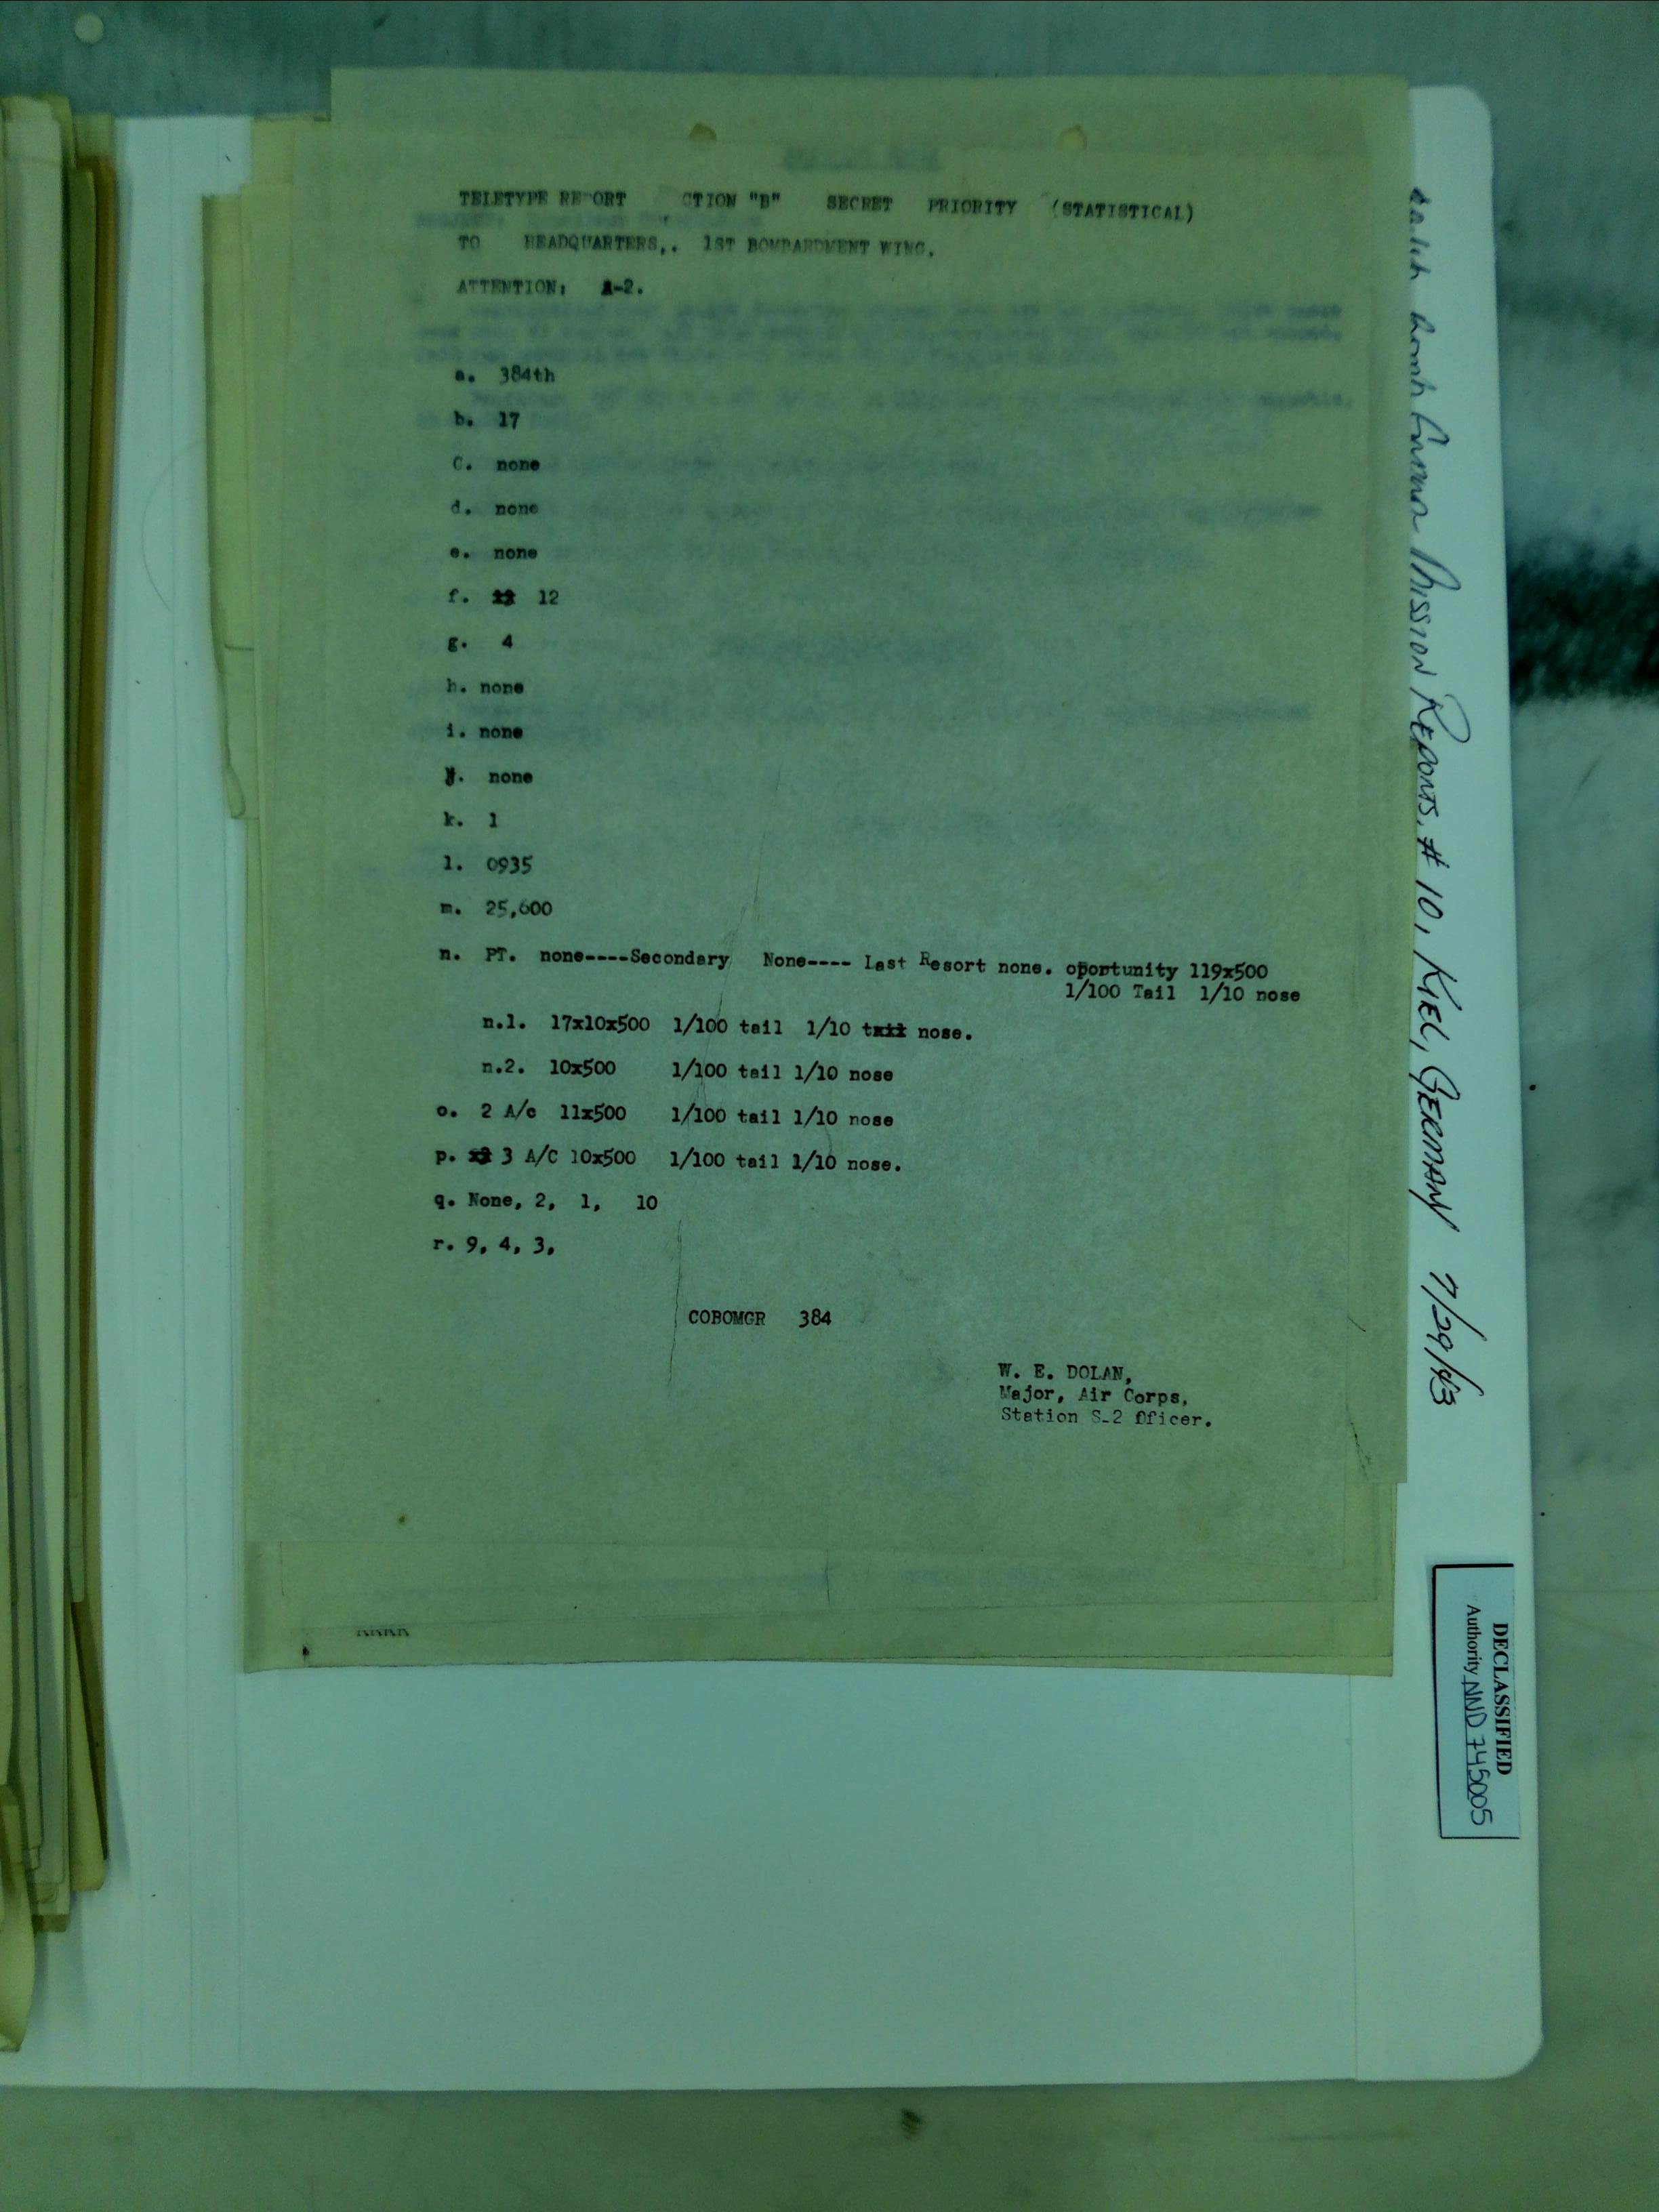 TELETYPE REPORT CTION "B" SECRET PRIORITY (STATISTICAL)
TO HEADQUARTERS,. 1ST BOMBARDMENT WING.
ATTENTION: A-2.
a. 384th
b. 17
C. none
d. none
e. none
f. 12
g. 4
h. none
i. none
j. none
k. 1
l. 0935
m. 25,600
n. PT. none----Secondary None---- Last Resort none. oportunity 119x500
1/100 Tail 1/10 nose
n.1. 17x10x500 1/100 tail 1/10 nose.
n.2. 10x500 1/100 tail 1/10 nose
o. 2 A/c 11x500 1/100 tail 1/10 nose
p. 3 A/C 10x500 1/100 tail 1/10 nose.
q. None, 2, 1, 10
r. 9, 4, 3,
COBOMGR 384
W. E. DOLAN,
Major, Air Corps,
Station S-2 Officer.
Bomb Group Mission Reports, # 10, Kiel, GERMANY 7/29/43
DECLASSIFIED
Authority NND 745005